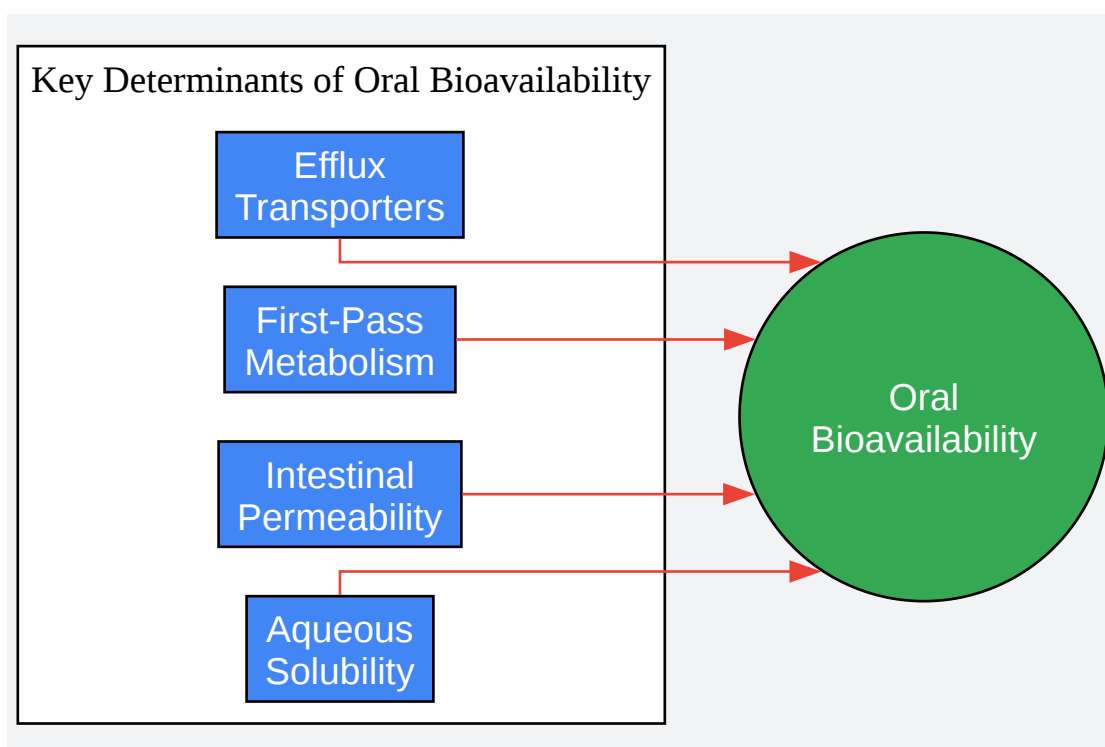 Key Determinants of Oral Bioavailability
Efflux
Transporters
First-Pass
Metabolism
Intestinal
Permeability
Aqueous
Solubility
Oral
Bioavailability